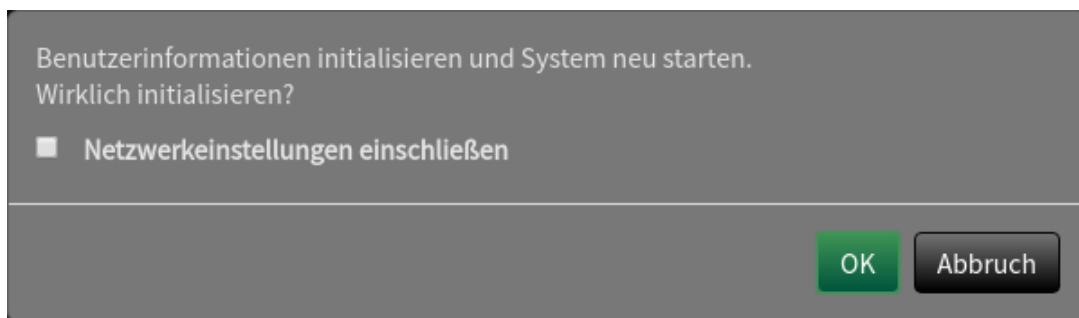 Benutzerinformationen initialisieren und System neu starten.
Wirklich initialisieren?
Netzwerkeinstellungen einschließen
OK Abbruch